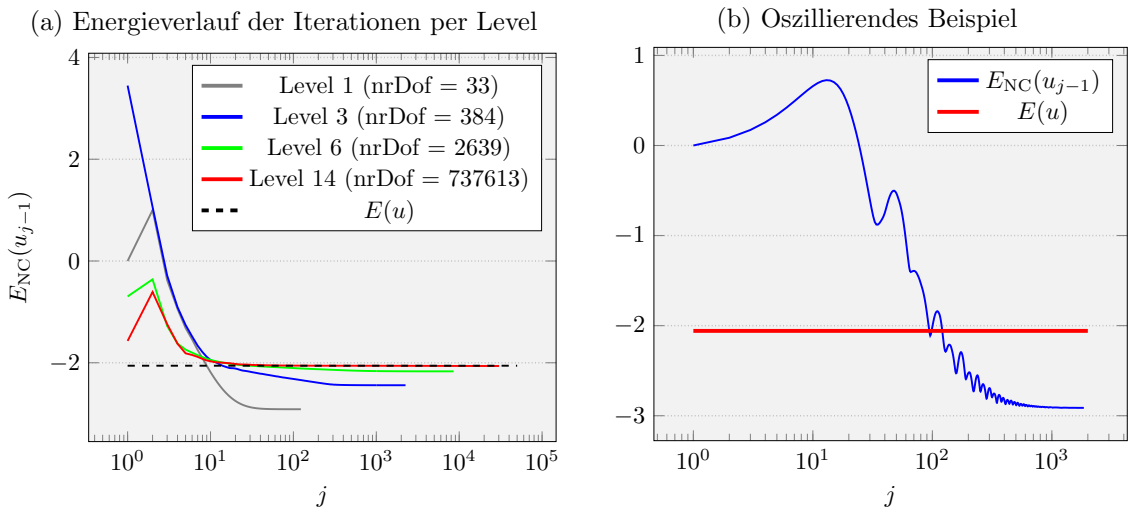 (a) Energieverlauf der Iterationen per Level
4
2
0
−2
E_NC(u_{j−1})
Level 1 (nrDof = 33)
Level 3 (nrDof = 384)
Level 6 (nrDof = 2639)
Level 14 (nrDof = 737613)
E(u)
10^0 10^1 10^2 10^3 10^4 10^5
j
(b) Oszillierendes Beispiel
1
0
−1
−2
−3
E_NC(u_{j−1})
E(u)
10^0 10^1 10^2 10^3
j